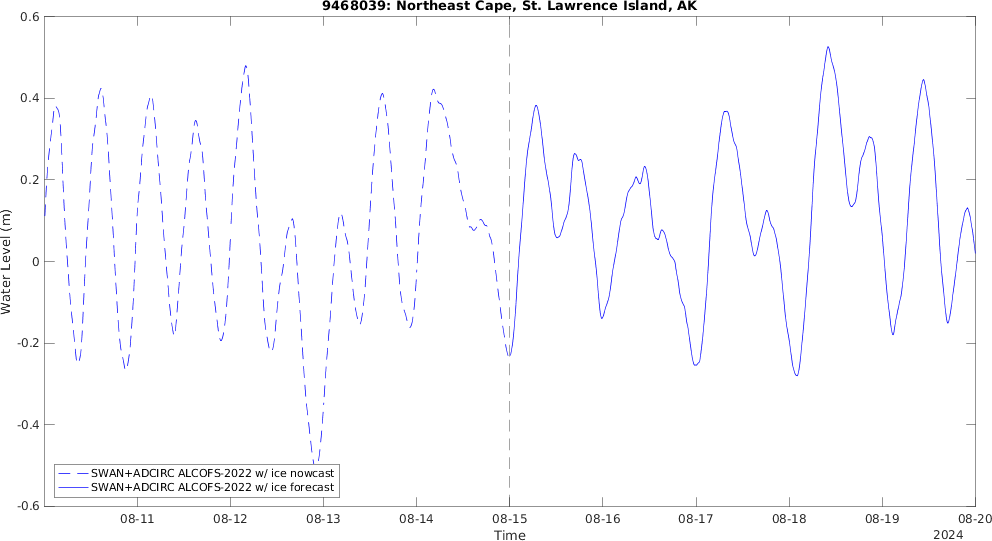 9468039: Northeast Cape, St. Lawrence Island, AK
0.6
0.4
0.2
0
-0.2
-0.4
-0.6
Water Level (m)
SWAN+ADCIRC ALCOFS-2022 w/ ice nowcast
SWAN+ADCIRC ALCOFS-2022 w/ ice forecast
08-11 08-12 08-13 08-14 08-15 08-16 08-17 08-18 08-19 08-20
Time
2024